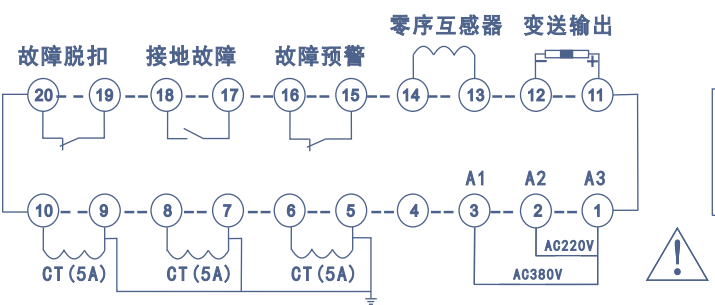 零序互感器 变送输出
故障脱扣 接地故障 故障预警
20 19 18 17 16 15 14 13 12 11
A1 A2 A3
10 9 8 7 6 5 4 3 2 1
AC220V
CT(5A) CT(5A) CT(5A) AC380V